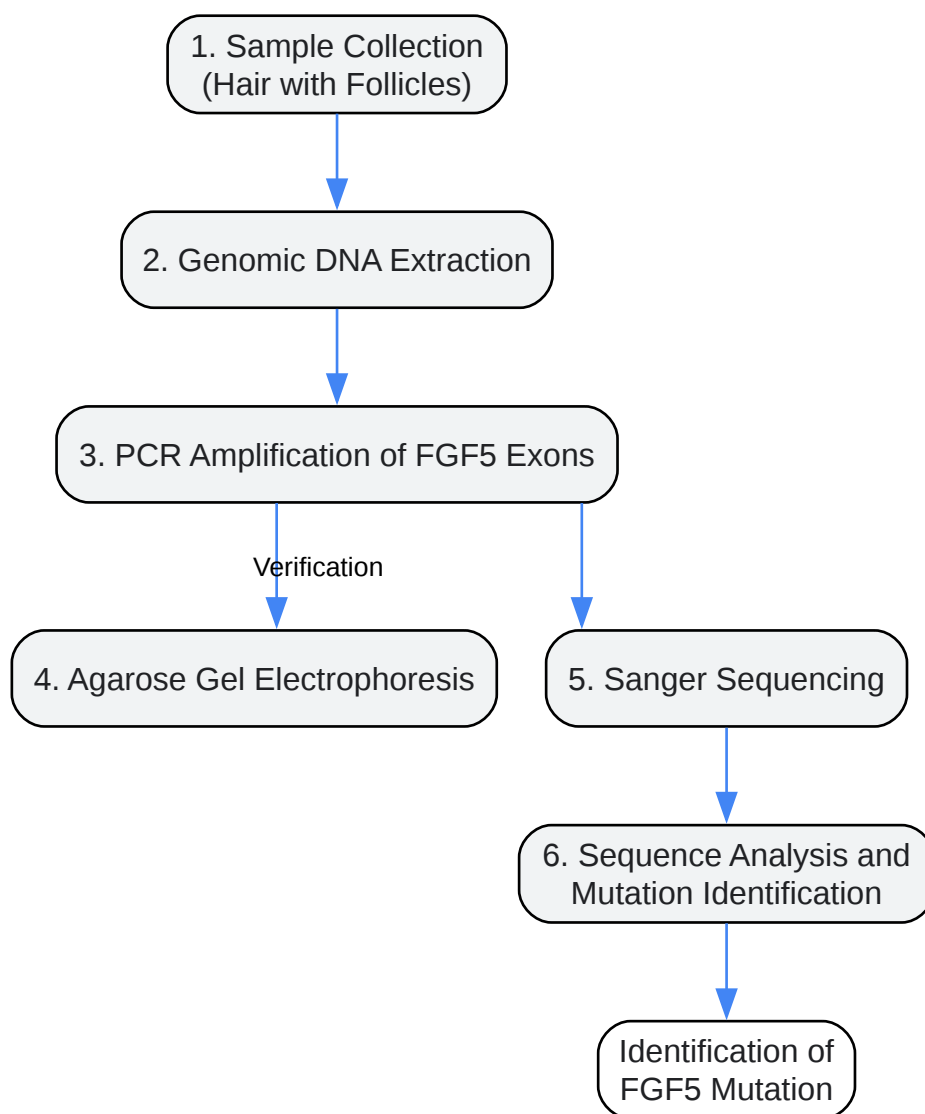 1. Sample Collection
(Hair with Follicles)
2. Genomic DNA Extraction
3. PCR Amplification of FGF5 Exons
Verification
4. Agarose Gel Electrophoresis
5. Sanger Sequencing
6. Sequence Analysis and
Mutation Identification
Identification of
FGF5 Mutation